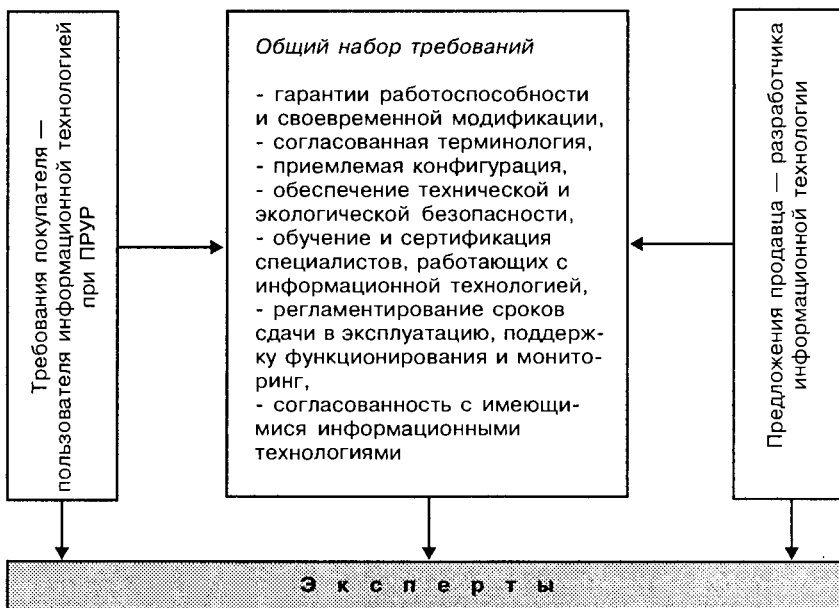 Требования покупателя —
пользователя информационной технологией
при ПРУР
Общий набор требований
- гарантии работоспособности
и своевременной модификации,
- согласованная терминология,
- приемлемая конфигурация,
- обеспечение технической и
экологической безопасности,
- обучение и сертификация
специалистов, работающих с
информационной технологией,
- регламентирование сроков
сдачи в эксплуатацию, поддерж-
ку функционирования и монито-
ринг,
- согласованность с имеющи-
мися информационными
технологиями
Предложения продавца — разработчика
информационной технологии
Эксперты